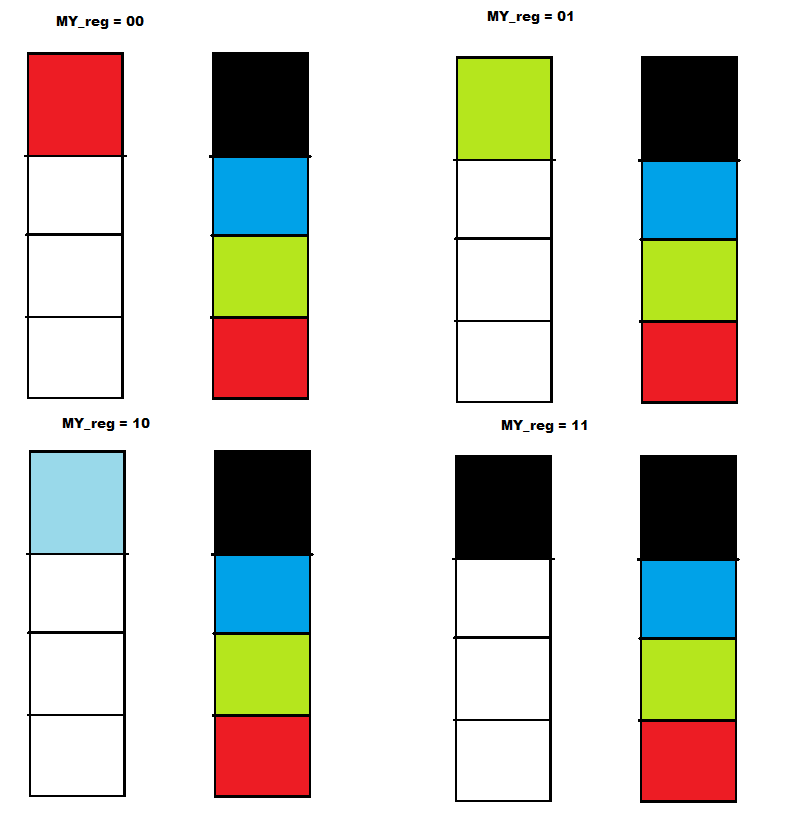 MY_reg = 00
MY_reg = 01
MY_reg = 10
MY_reg = 11